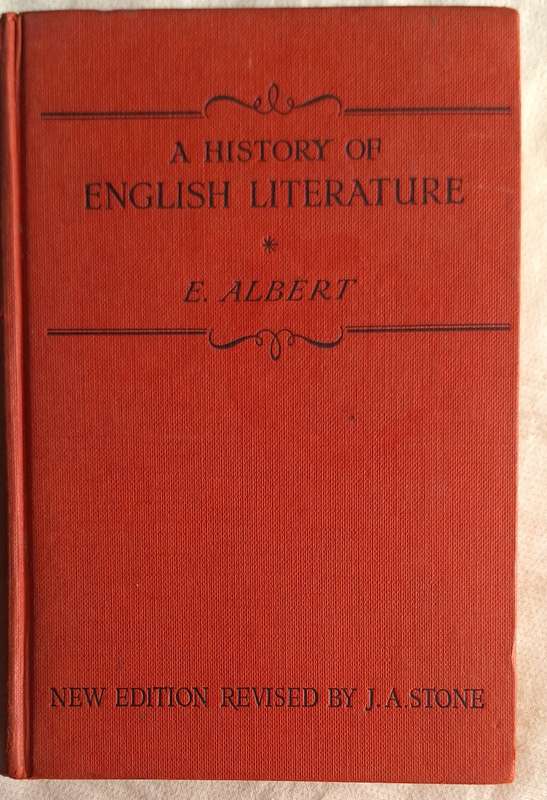 A HISTORY OF
ENGLISH LITERATURE
*
E. ALBERT
NEW EDITION REVISED BY J. A. STONE